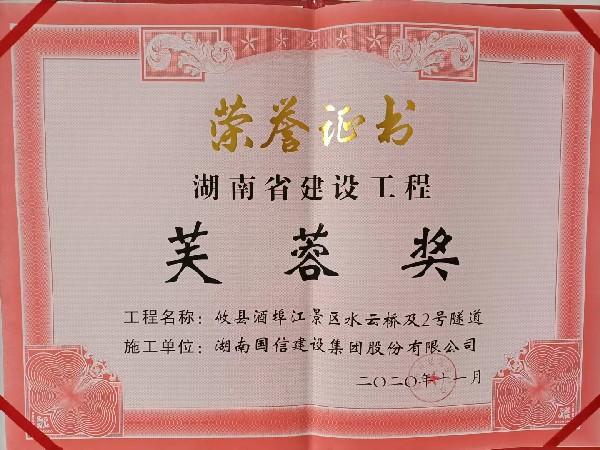 荣誉证书
湖南省建设工程
芙蓉奖
工程名称：攸县酒埠江景区水云桥及2号隧道
施工单位：湖南国信建设集团股份有限公司
二〇二〇年十一月